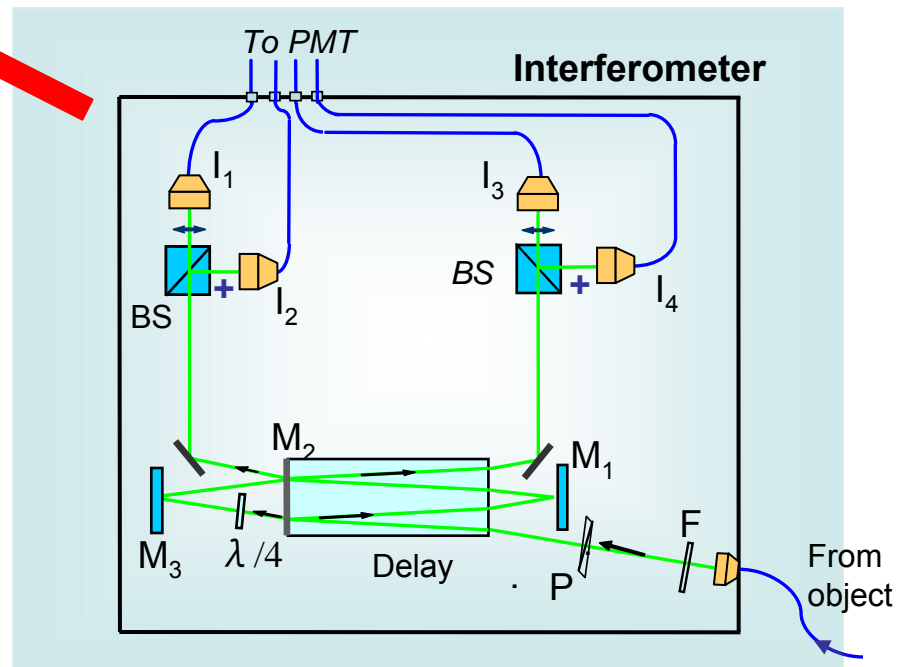 To PMT
Interferometer
I1
I3
BS
+
I2
BS
+
I4
M2
M1
M3
λ/4
Delay
P
F
From
object